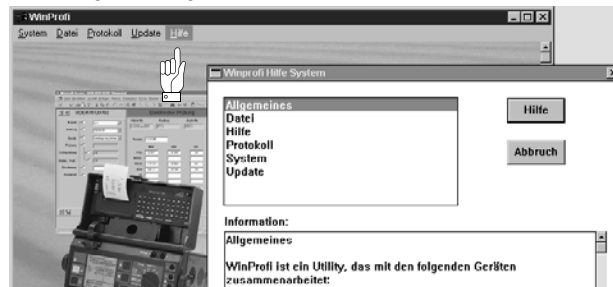 WinProfi
System Datei Protokoll Update Hilfe
Winprofi Hilfe System
Allgemeines
Datei
Hilfe
Protokoll
System
Update
Hilfe
Abbruch
Information:
Allgemeines
WinProfi ist ein Utility, das mit den folgenden Geräten
zusammenarbeitet: